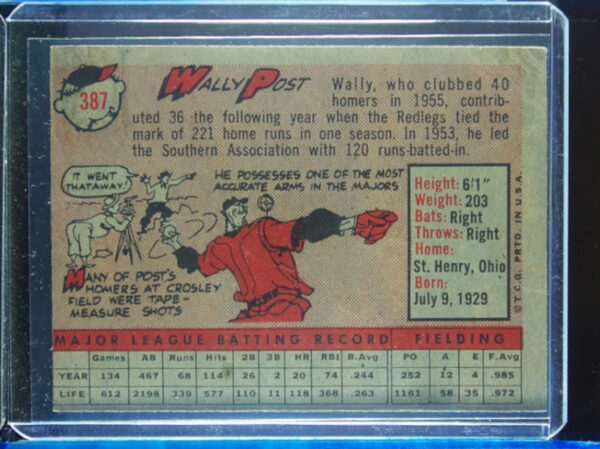 387
WALLY POST
Wally, who clubbed 40
homers in 1955, contrib-
uted 36 the following year when the Redlegs tied the
mark of 221 home runs in one season. In 1953, he led
the Southern Association with 120 runs-batted-in.
IT WENT
THATAWAY!
HE POSSESSES ONE OF THE MOST
ACCURATE ARMS IN THE MAJORS
MANY OF POST'S
HOMERS AT CROSLEY
FIELD WERE TAPE-
MEASURE SHOTS
Height: 6'1"
Weight: 203
Bats: Right
Throws: Right
Home:
St. Henry, Ohio
Born:
July 9, 1929
© T.C.G. PRTD. IN U.S.A.
MAJOR LEAGUE BATTING RECORD FIELDING
Games AB Runs Hits 2B 3B HR RBI B.Avg PO A E F.Avg
YEAR 134 467 68 114 26 2 20 74 .244 252 12 4 .985
LIFE 612 2198 339 577 110 11 118 368 .263 1161 58 35 .972